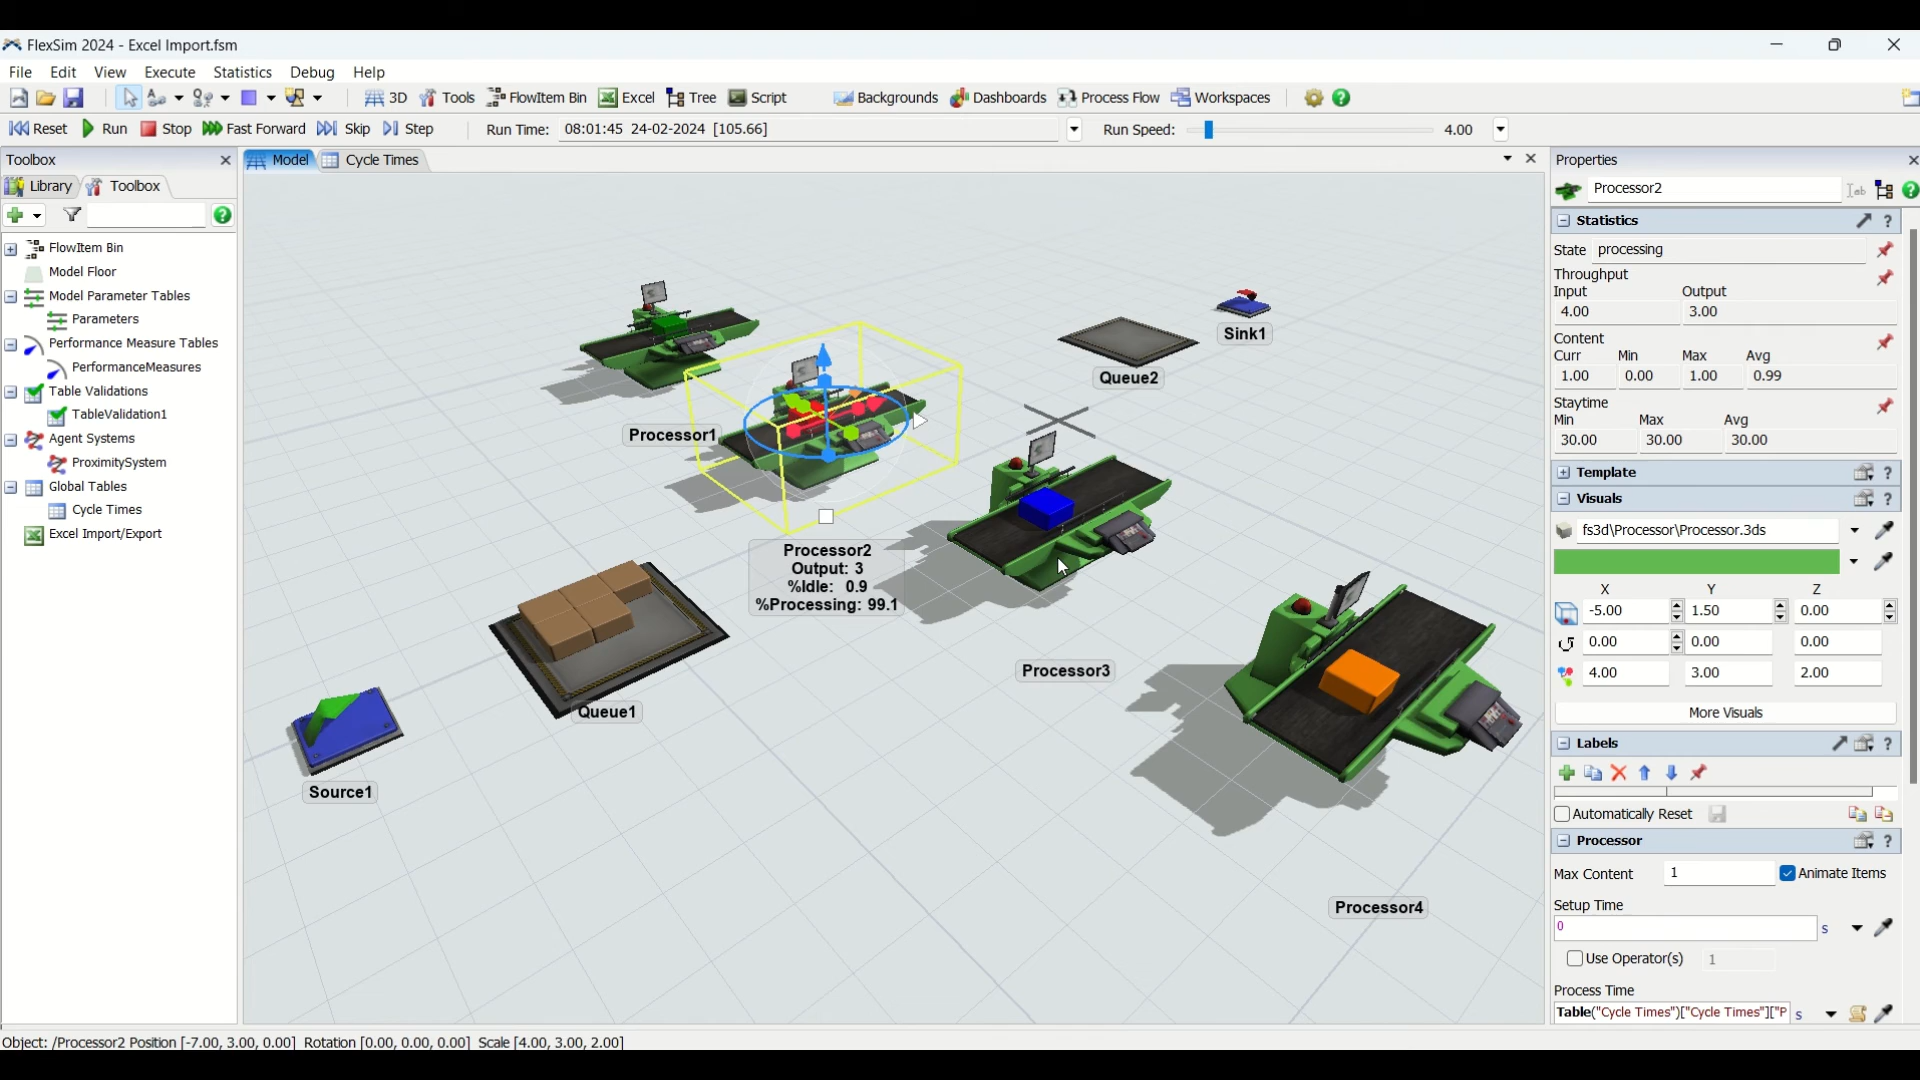 FlexSim 2024 - Excel Import.fsm
File Edit View Execute Statistics Debug Help
3D Tools FlowItem Bin Excel Tree Script Backgrounds Dashboards Process Flow Workspaces
Reset Run Stop Fast Forward Skip Step Run Time: 08:01:45 24-02-2024 [105.66] Run Speed: 4.00
Toolbox
Library Toolbox
FlowItem Bin
Model Floor
Model Parameter Tables
Parameters
Performance Measure Tables
PerformanceMeasures
Table Validations
TableValidation1
Agent Systems
ProximitySystem
Global Tables
Cycle Times
Excel Import/Export
Model Cycle Times
Sink1
Queue2
Processor1
Processor2
Output: 3
%Idle: 0.9
%Processing: 99.1
Processor3
Queue1
Source1
Processor4
Properties
Processor2
Statistics
State processing
Throughput
Input Output
4.00 3.00
Content
Curr Min Max Avg
1.00 0.00 1.00 0.99
Staytime
Min Max Avg
30.00 30.00 30.00
Template
Visuals
fs3d\Processor\Processor.3ds
X Y Z
-5.00 1.50 0.00
0.00 0.00 0.00
4.00 3.00 2.00
More Visuals
Labels
Automatically Reset
Processor
Max Content 1 Animate Items
Setup Time
0 s
Use Operator(s) 1
Process Time
Table("Cycle Times")["Cycle Times"]["P s
Object: /Processor2 Position [-7.00, 3.00, 0.00] Rotation [0.00, 0.00, 0.00] Scale [4.00, 3.00, 2.00]